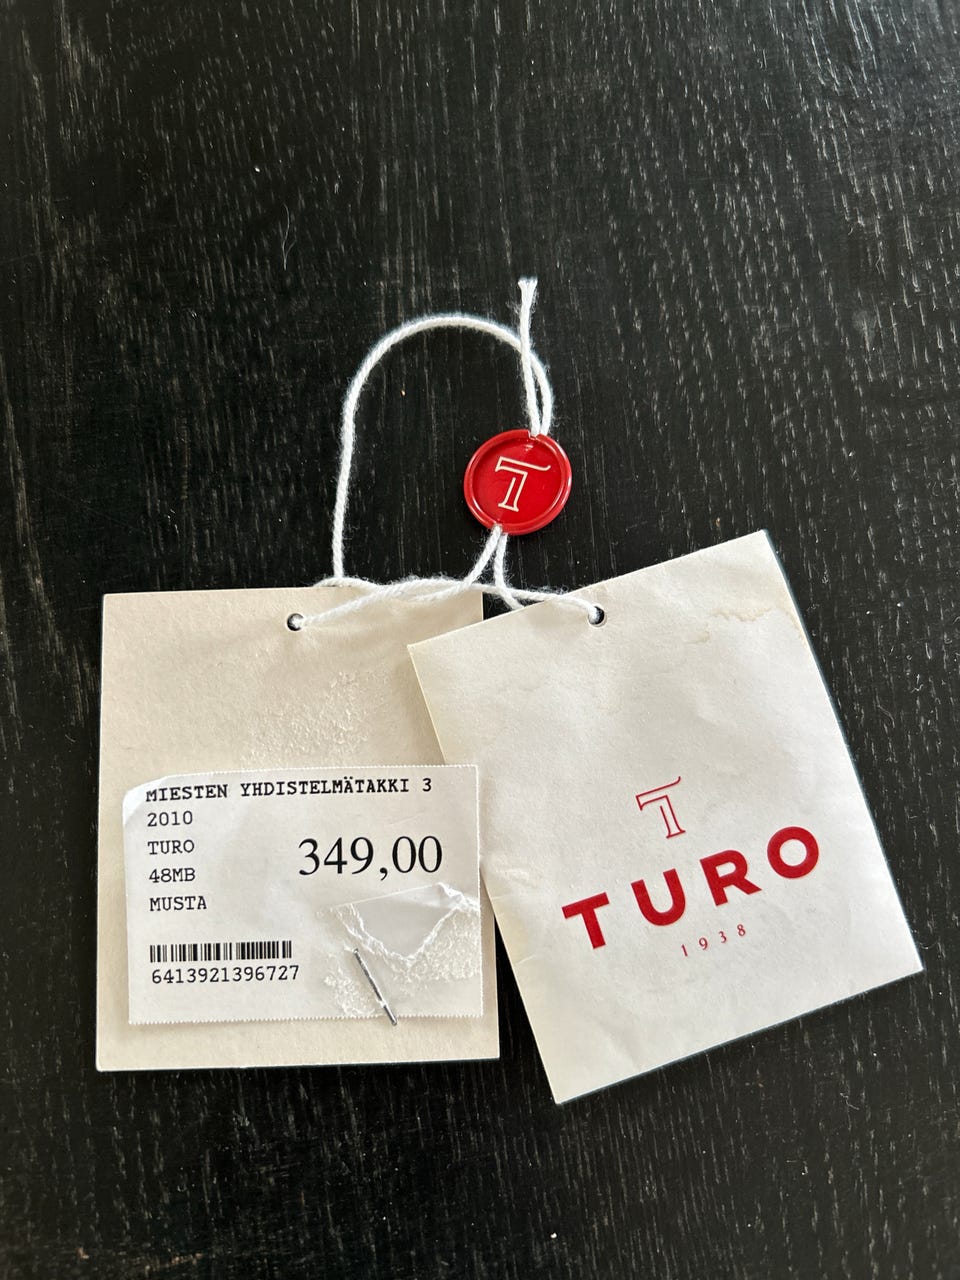 T
MIESTEN YHDISTELMÄTAKKI 3
2010
TURO
349,00
48MB
MUSTA
6413921396727
T
TURO
1938